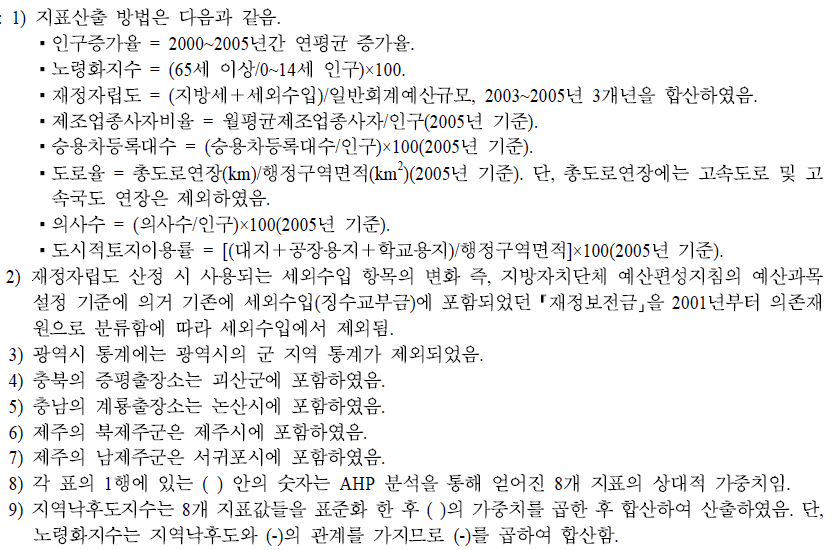 : 1) 지표산출 방법은 다음과 같음.
▪인구증가율 = 2000~2005년간 연평균 증가율.
▪노령화지수 = (65세 이상/0~14세 인구)×100.
▪재정자립도 = (지방세+세외수입)/일반회계예산규모, 2003~2005년 3개년을 합산하였음.
▪제조업종사자비율 = 월평균제조업종사자/인구(2005년 기준).
▪승용차등록대수 = (승용차등록대수/인구)×100(2005년 기준).
▪도로율 = 총도로연장(km)/행정구역면적(km²)(2005년 기준). 단, 총도로연장에는 고속도로 및 고
속국도 연장은 제외하였음.
▪의사수 = (의사수/인구)×100(2005년 기준).
▪도시적토지이용률 = [(대지+공장용지+학교용지)/행정구역면적]×100(2005년 기준).
2) 재정자립도 산정 시 사용되는 세외수입 항목의 변화 즉, 지방자치단체 예산편성지침의 예산과목
설정 기준에 의거 기존에 세외수입(징수교부금)에 포함되었던 『재정보전금』을 2001년부터 의존재
원으로 분류함에 따라 세외수입에서 제외됨.
3) 광역시 통계에는 광역시의 군 지역 통계가 제외되었음.
4) 충북의 증평출장소는 괴산군에 포함하였음.
5) 충남의 계룡출장소는 논산시에 포함하였음.
6) 제주의 북제주군은 제주시에 포함하였음.
7) 제주의 남제주군은 서귀포시에 포함하였음.
8) 각 표의 1행에 있는 ( ) 안의 숫자는 AHP 분석을 통해 얻어진 8개 지표의 상대적 가중치임.
9) 지역낙후도지수는 8개 지표값들을 표준화 한 후 ( )의 가중치를 곱한 후 합산하여 산출하였음. 단,
노령화지수는 지역낙후도와 (-)의 관계를 가지므로 (-)를 곱하여 합산함.